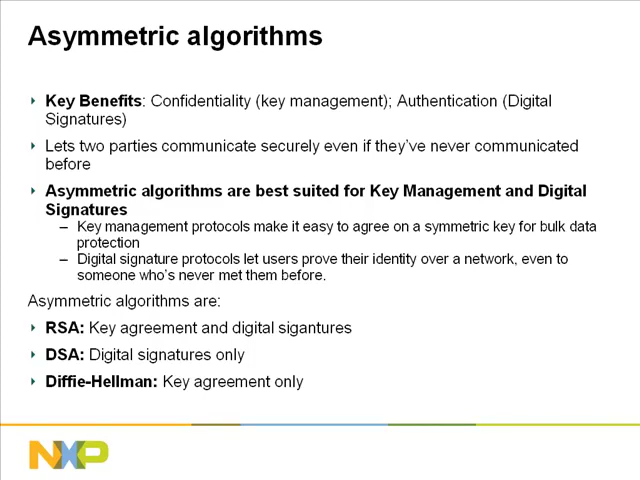 Asymmetric algorithms
Key Benefits: Confidentiality (key management); Authentication (Digital
Signatures)
Lets two parties communicate securely even if they've never communicated
before
Asymmetric algorithms are best suited for Key Management and Digital
Signatures
– Key management protocols make it easy to agree on a symmetric key for bulk data
protection
– Digital signature protocols let users prove their identity over a network, even to
someone who's never met them before.
Asymmetric algorithms are:
RSA: Key agreement and digital sigantures
DSA: Digital signatures only
Diffie-Hellman: Key agreement only
NXP